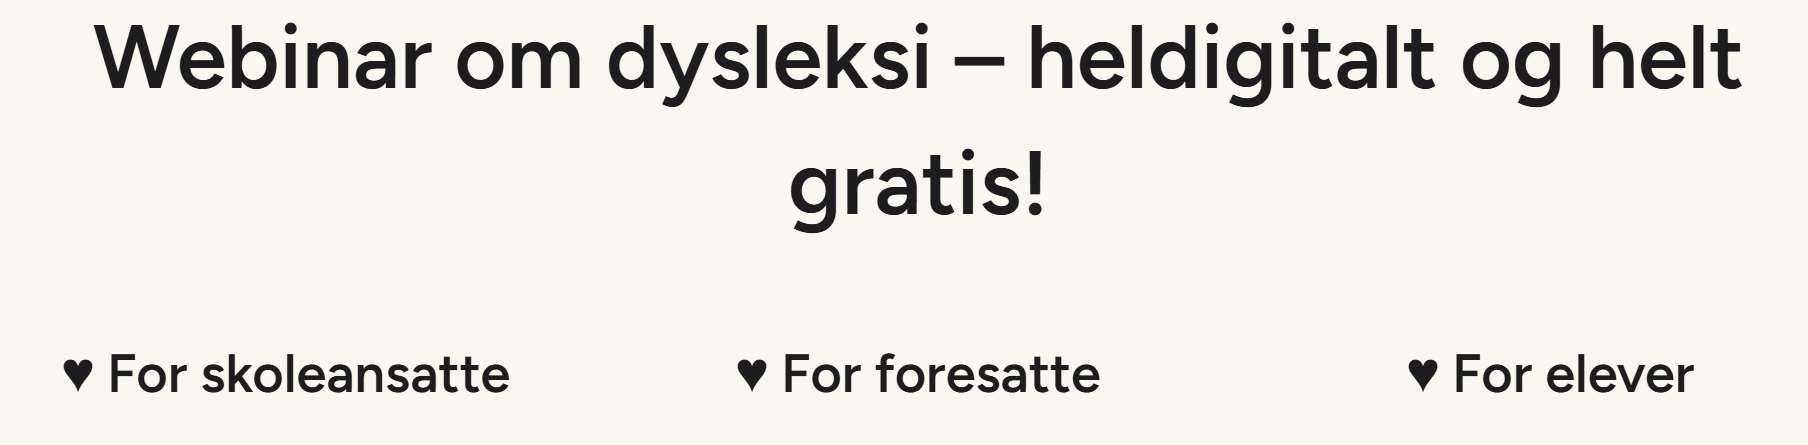 Webinar om dysleksi – heldigitalt og helt
gratis!
♥ For skoleansatte
♥ For foresatte
♥ For elever